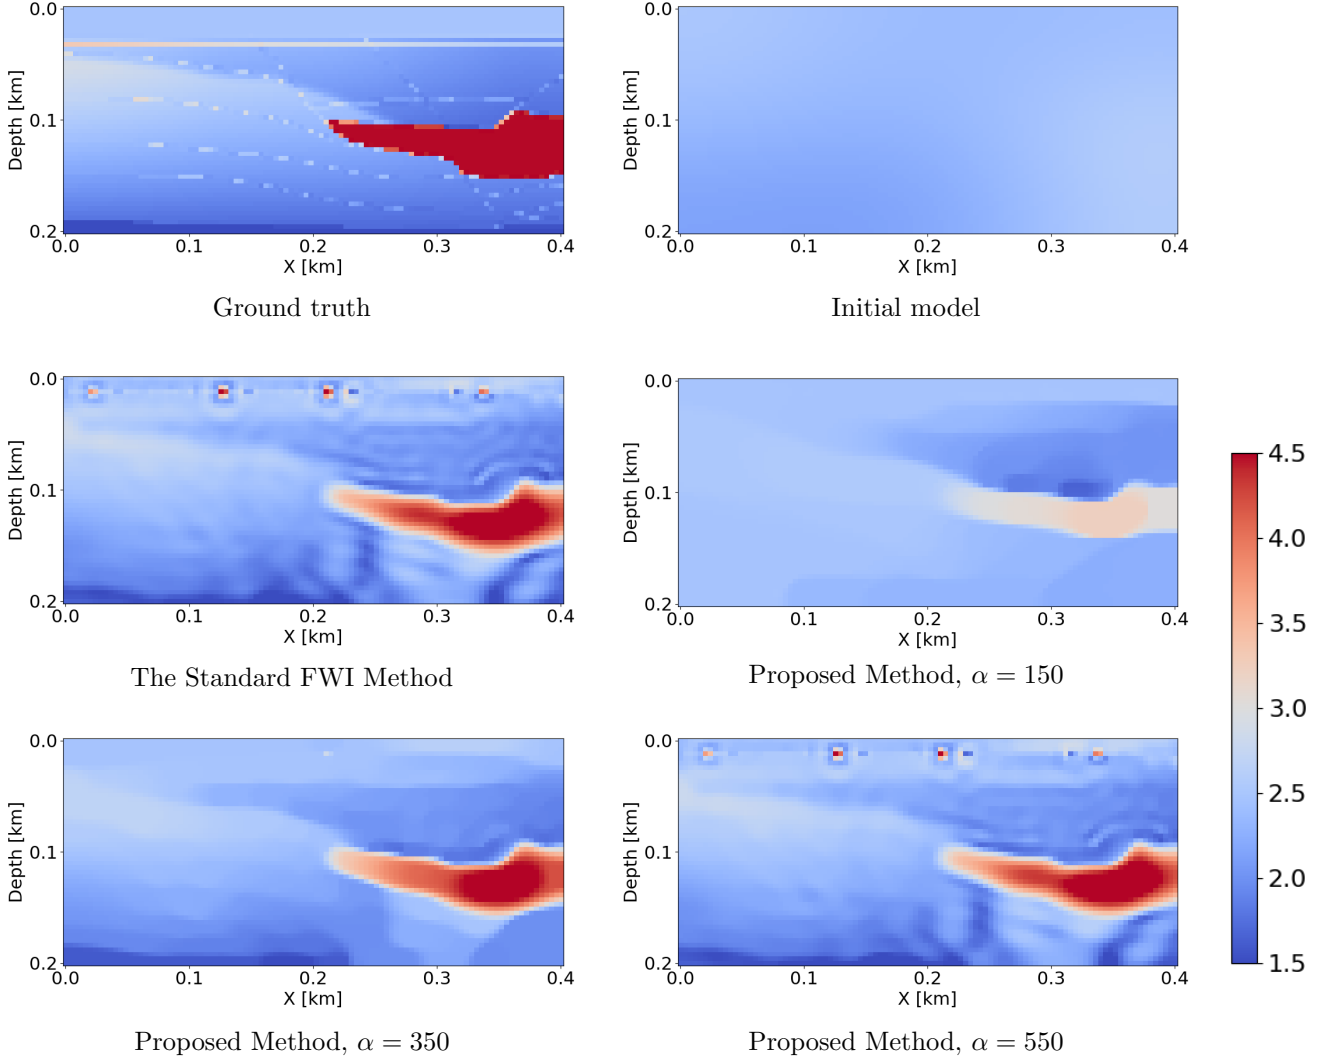 0.0
0.1
0.2
Depth [km]
0.0 0.1 0.2 0.3 0.4
X [km]
Ground truth
0.0
0.1
0.2
Depth [km]
0.0 0.1 0.2 0.3 0.4
X [km]
Initial model
0.0
0.1
0.2
Depth [km]
0.0 0.1 0.2 0.3 0.4
X [km]
The Standard FWI Method
0.0
0.1
0.2
Depth [km]
0.0 0.1 0.2 0.3 0.4
X [km]
Proposed Method, α = 150
0.0
0.1
0.2
Depth [km]
0.0 0.1 0.2 0.3 0.4
X [km]
Proposed Method, α = 350
0.0
0.1
0.2
Depth [km]
0.0 0.1 0.2 0.3 0.4
X [km]
Proposed Method, α = 550
4.5
4.0
3.5
3.0
2.5
2.0
1.5